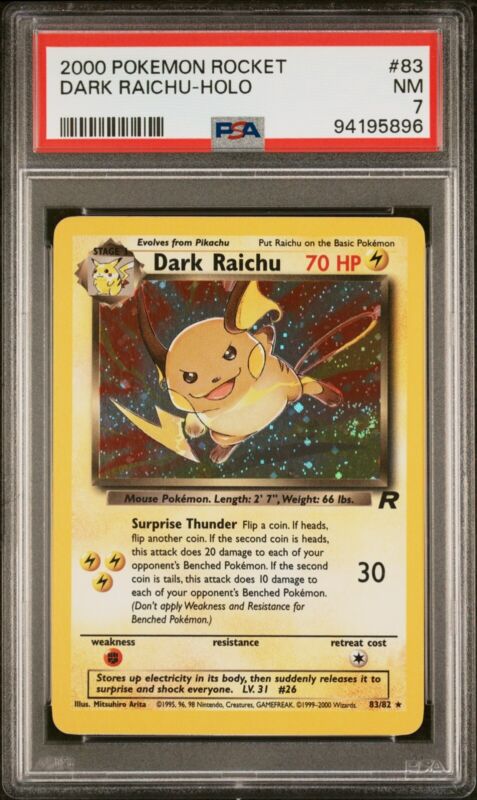 2000 POKEMON ROCKET #83
DARK RAICHU-HOLO NM
7
PSA 94195896
Evolves from Pikachu Put Raichu on the Basic Pokémon
STAGE 1
Dark Raichu 70 HP
Mouse Pokémon. Length: 2' 7", Weight: 66 lbs.
R
Surprise Thunder Flip a coin. If heads,
flip another coin. If the second coin is heads,
this attack does 20 damage to each of your
opponent's Benched Pokémon. If the second
coin is tails, this attack does 10 damage to
each of your opponent's Benched Pokémon.
(Don't apply Weakness and Resistance for
Benched Pokémon.)
30
weakness resistance retreat cost
Stores up electricity in its body, then suddenly releases it to
surprise and shock everyone. LV. 31 #26
Illus. Mitsuhiro Arita ©1995, 96, 98 Nintendo, Creatures, GAMEFREAK. ©1999-2000 Wizards. 83/82 ★
PSA